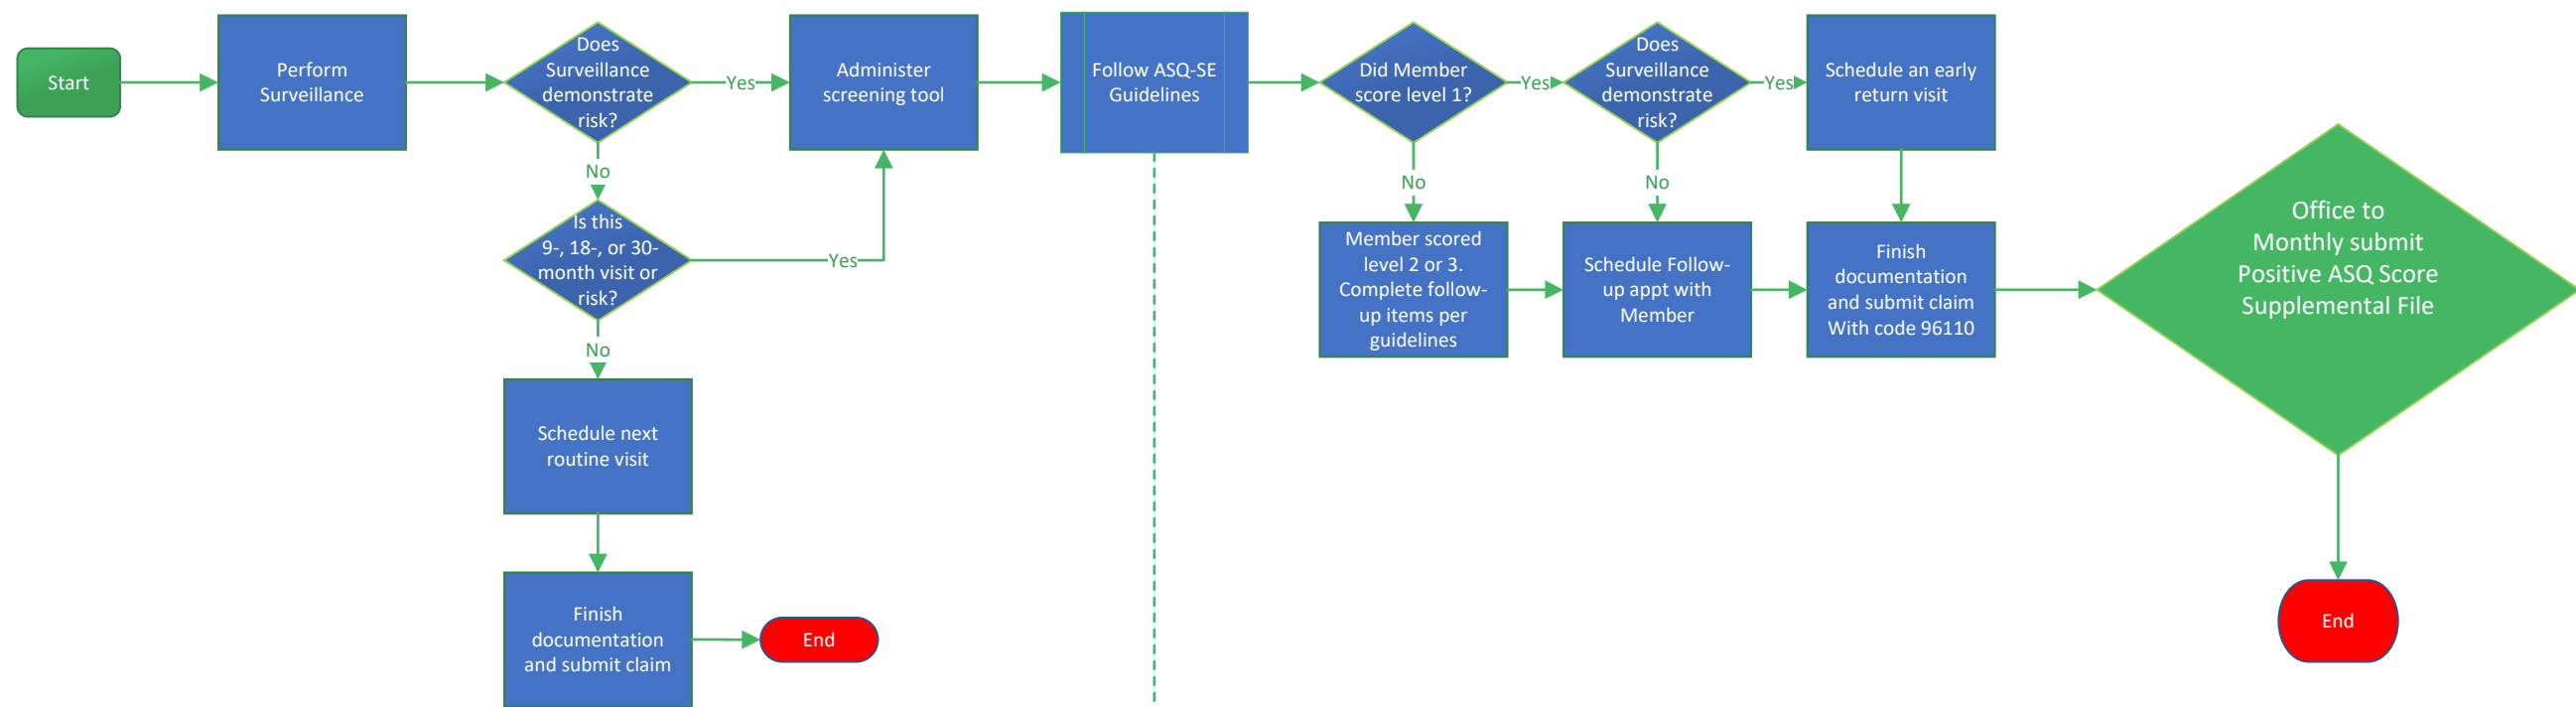 Start
Perform
Surveillance
Does
Surveillance
demonstrate
risk?
Yes
Administer
screening tool
Follow ASQ-SE
Guidelines
Did Member
score level 1?
Yes
Does
Surveillance
demonstrate
risk?
Yes
Schedule an early
return visit
No
Is this
9-, 18-, or 30-
month visit or
risk?
Yes
No
Member scored
level 2 or 3.
Complete follow-
up items per
guidelines
No
Schedule Follow-
up appt with
Member
Finish
documentation
and submit claim
With code 96110
Office to
Monthly submit
Positive ASQ Score
Supplemental File
No
Schedule next
routine visit
Finish
documentation
and submit claim
End
End